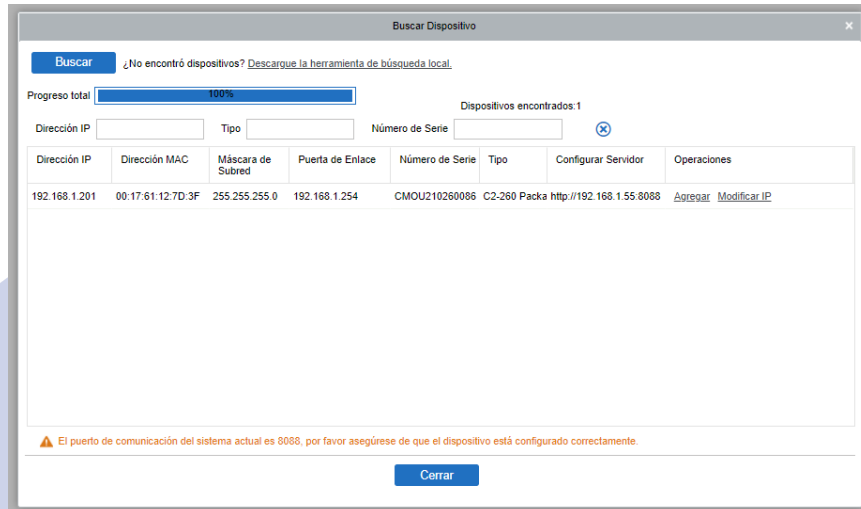 Buscar Dispositivo
Buscar ¿No encontró dispositivos? Descargue la herramienta de búsqueda local.
Progreso total 100%
Dispositivos encontrados:1
Dirección IP Tipo Número de Serie
Dirección IP Dirección MAC Máscara de Subred Puerta de Enlace Número de Serie Tipo Configurar Servidor Operaciones
192.168.1.201 00:17:61:12:7D:3F 255.255.255.0 192.168.1.254 CMOU210260086 C2-260 Packa http://192.168.1.55:8088 Agregar Modificar IP
El puerto de comunicación del sistema actual es 8088, por favor asegúrese de que el dispositivo está configurado correctamente.
Cerrar